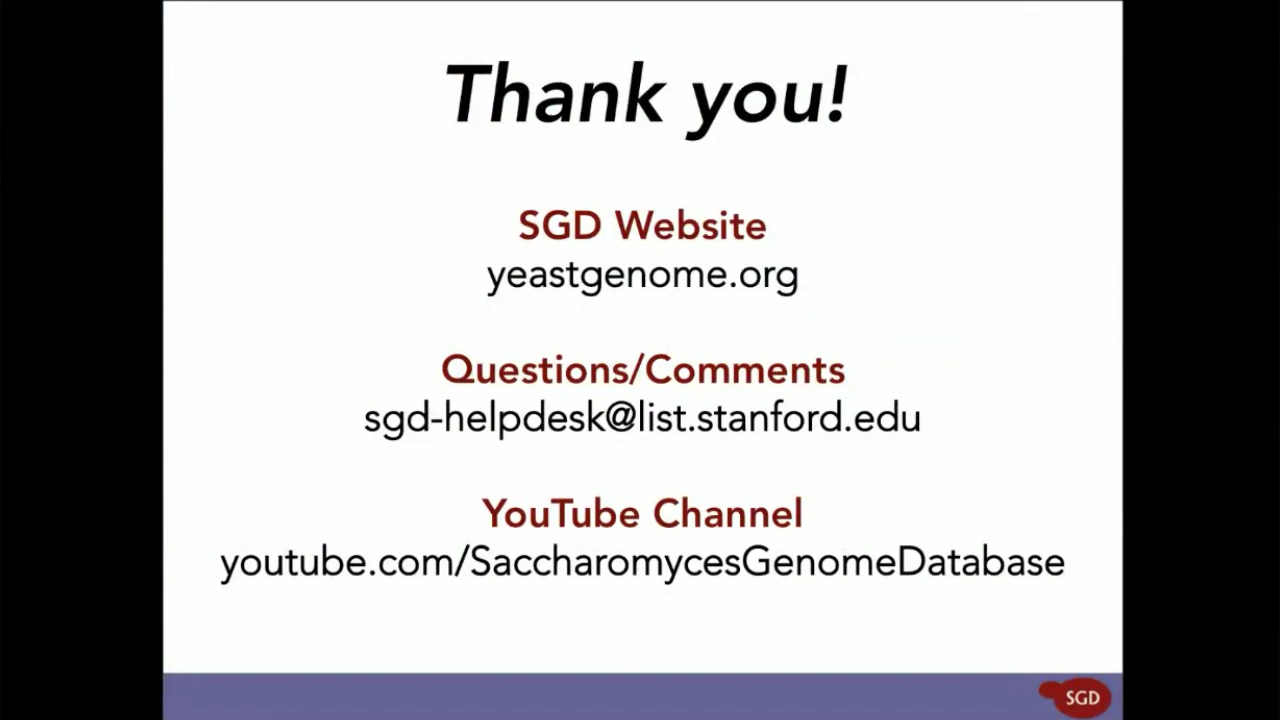 Thank you!
SGD Website
yeastgenome.org
Questions/Comments
sgd-helpdesk@list.stanford.edu
YouTube Channel
youtube.com/SaccharomycesGenomeDatabase
SGD